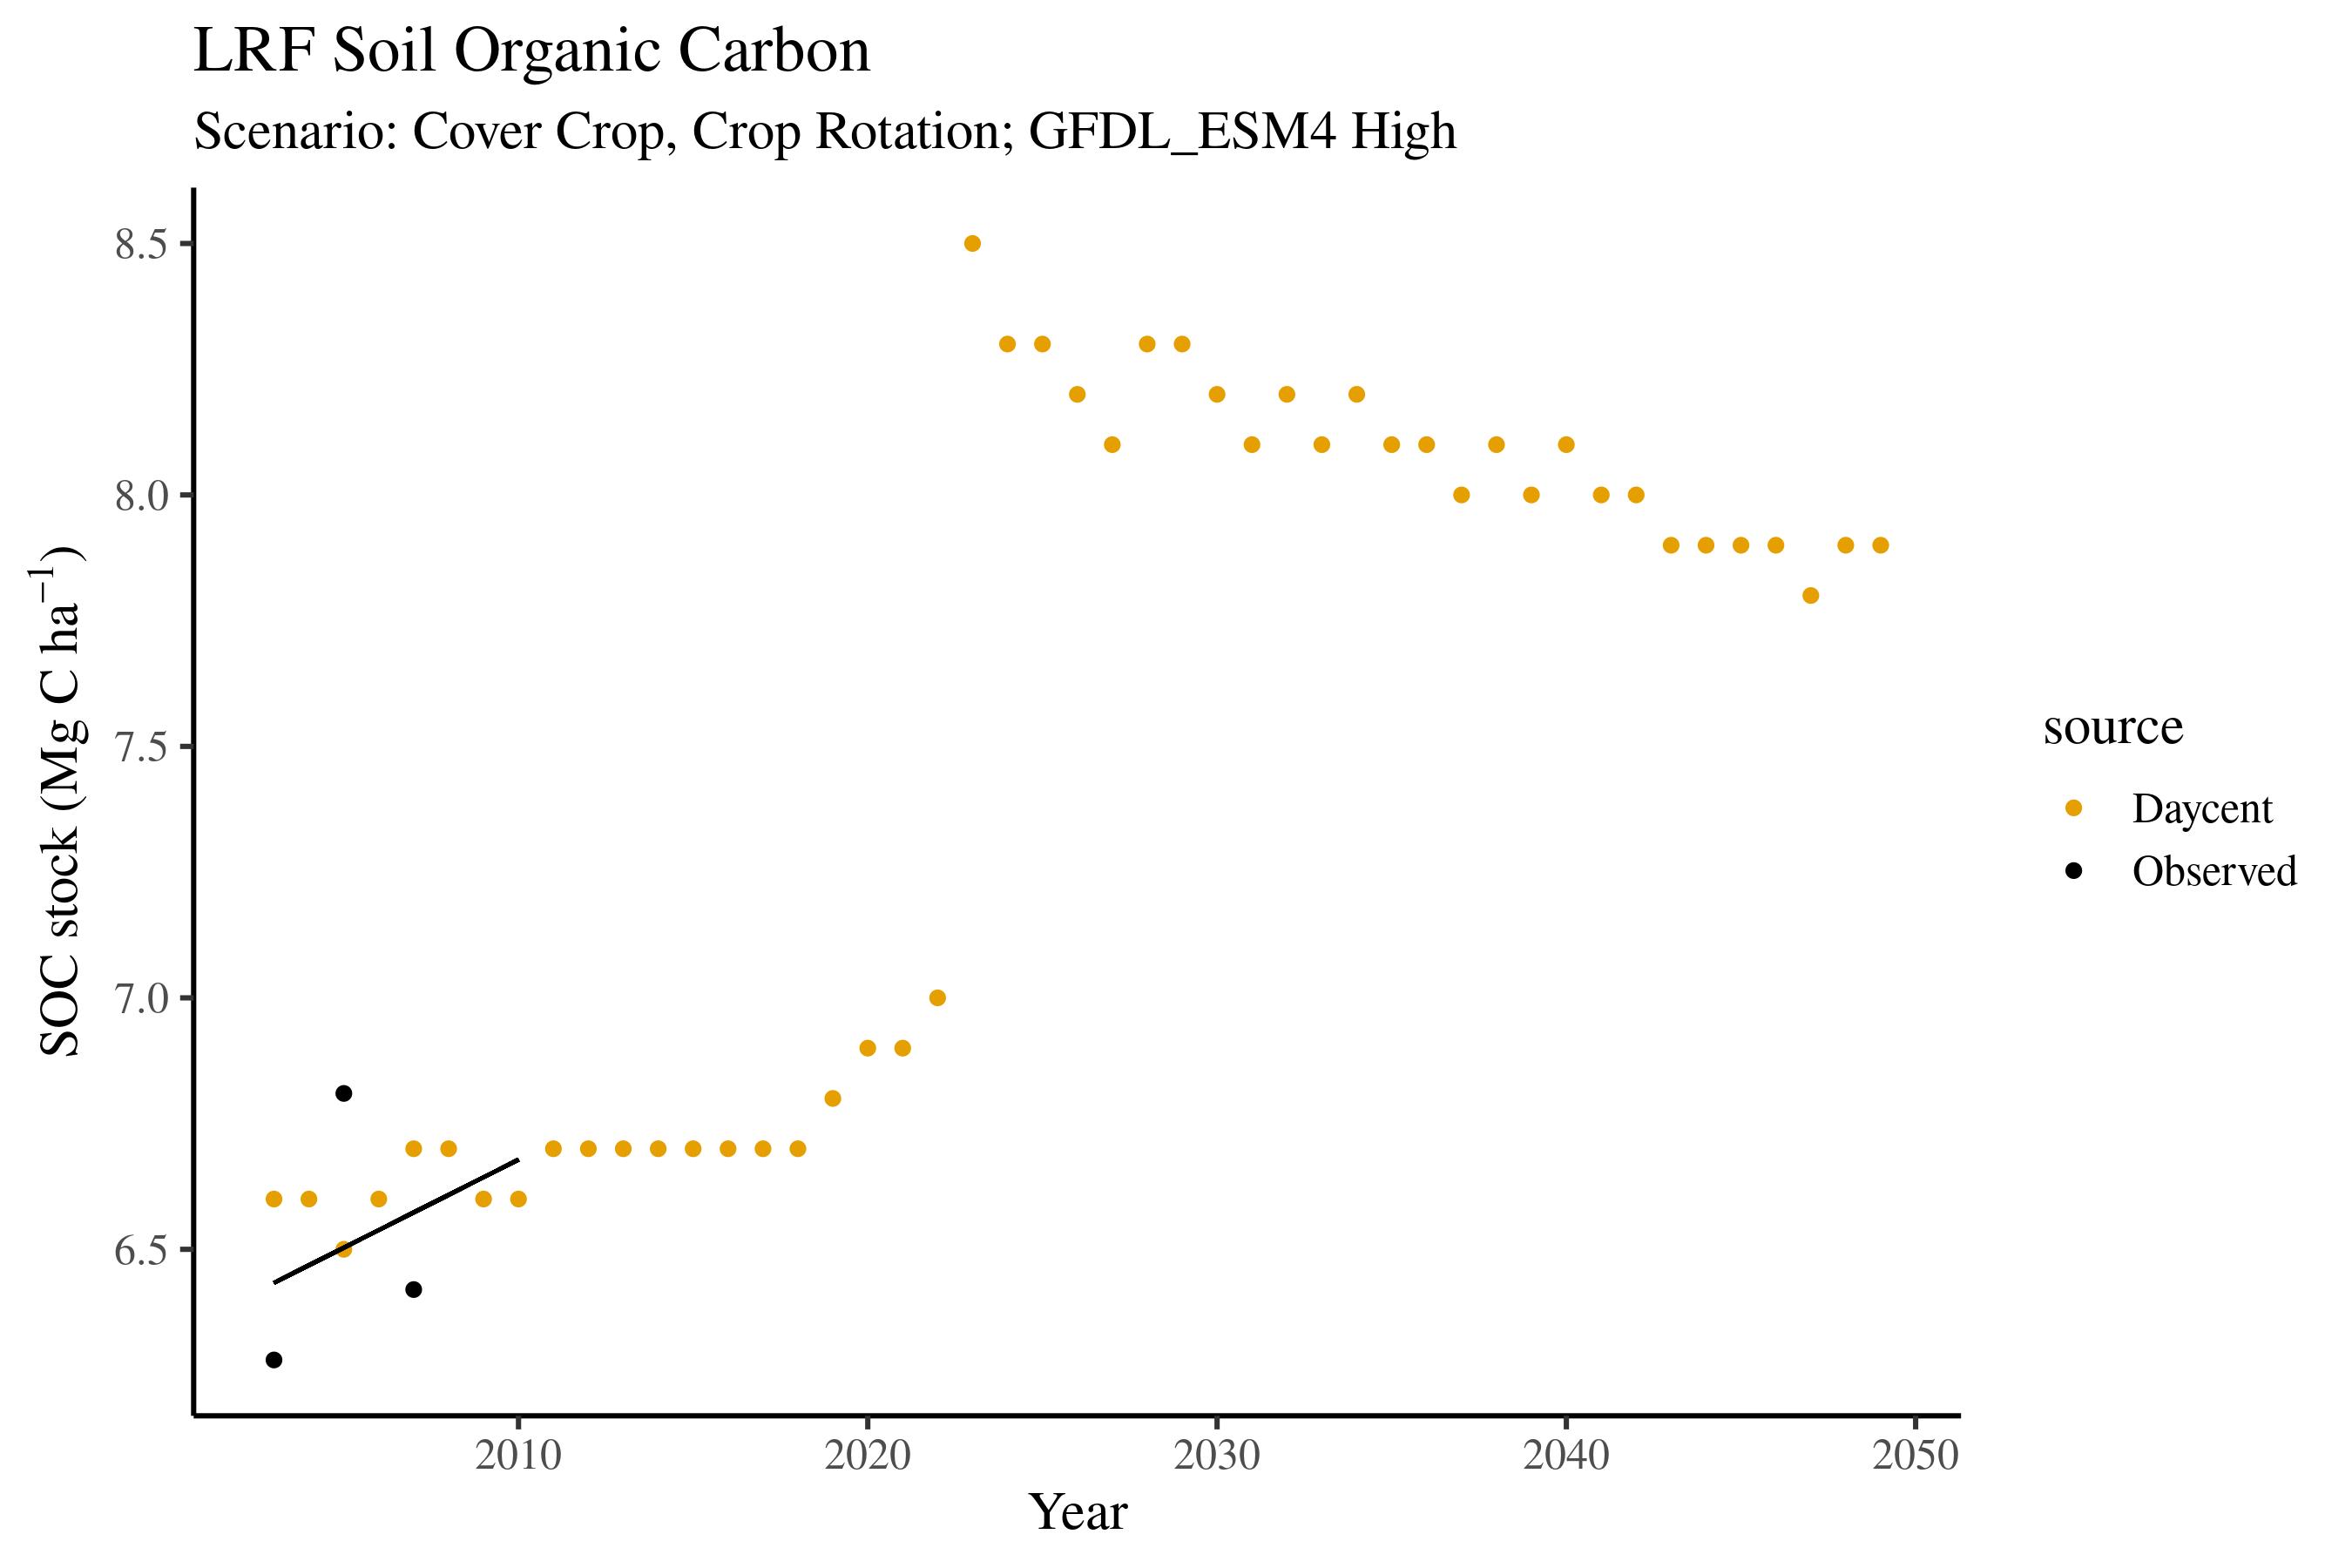 LRF Soil Organic Carbon
Scenario: Cover Crop, Crop Rotation; GFDL_ESM4 High
SOC stock (Mg C ha⁻¹)
8.5
8.0
7.5
7.0
6.5
2010
2020
2030
2040
2050
Year
source
Daycent
Observed